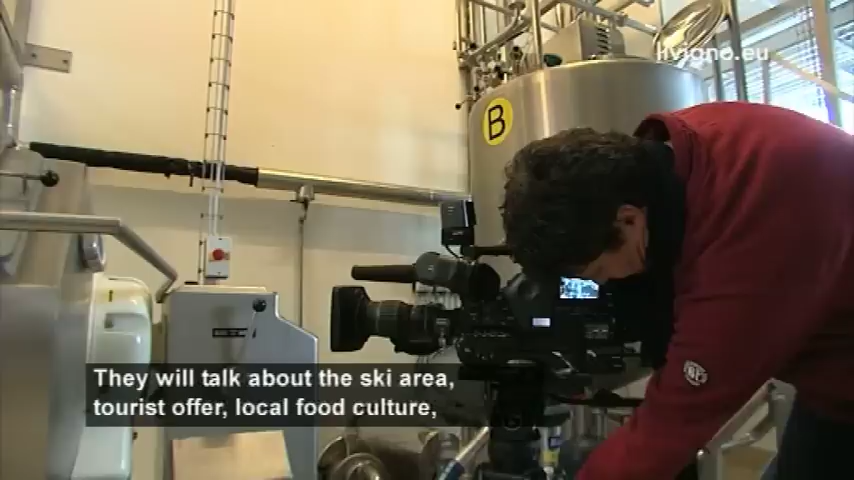 livigno.eu
B
They will talk about the ski area,
tourist offer, local food culture,